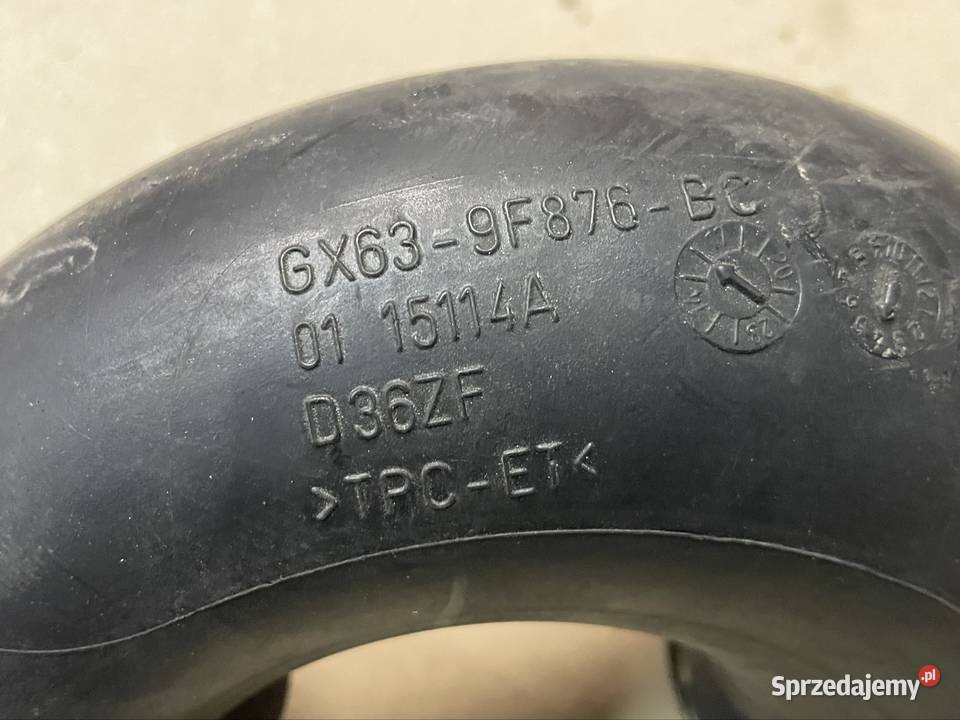 GX63-9F876-BC
01 15114A
D36ZF
>TPC-ET<
Sprzedajemy.pl